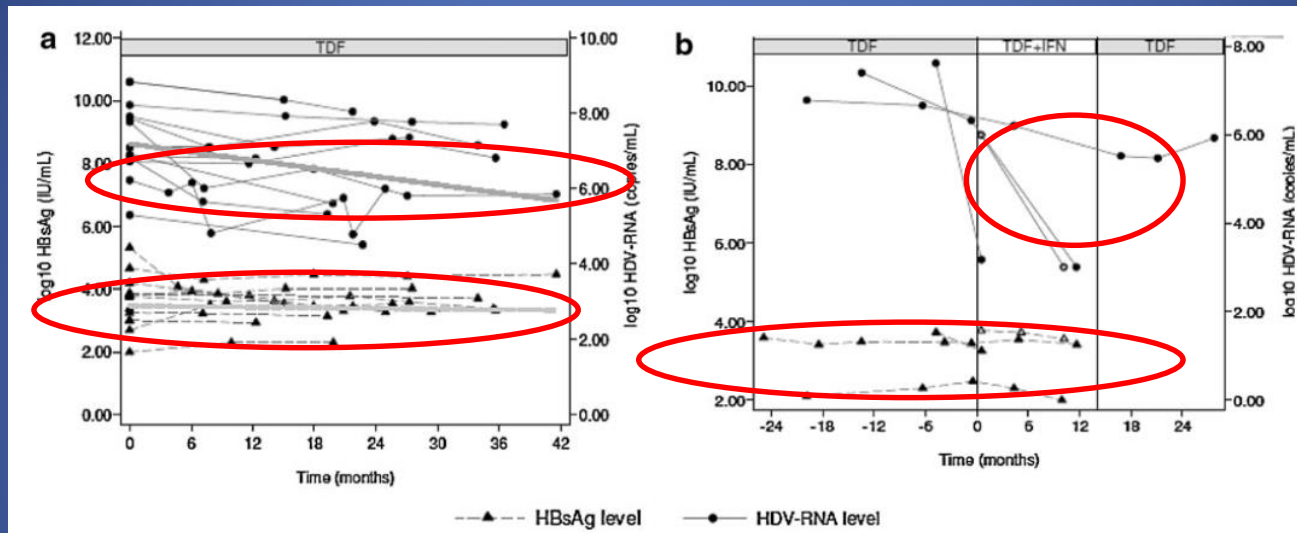 a
TDF
12.00
10.00
8.00
6.00
4.00
2.00
0.00
log10 HBsAg (IU/mL)
10.00
8.00
6.00
4.00
2.00
0.00
log10 HDV-RNA (copies/mL)
0 6 12 18 24 30 36 42
Time (months)
b
TDF TDF+IFN TDF
10.00
8.00
6.00
4.00
2.00
log10 HBsAg (IU/mL)
8.00
6.00
4.00
2.00
0.00
log10 HDV-RNA (copies/mL)
-24 -18 -12 -6 0 6 12 18 24
Time (months)
HBsAg level HDV-RNA level